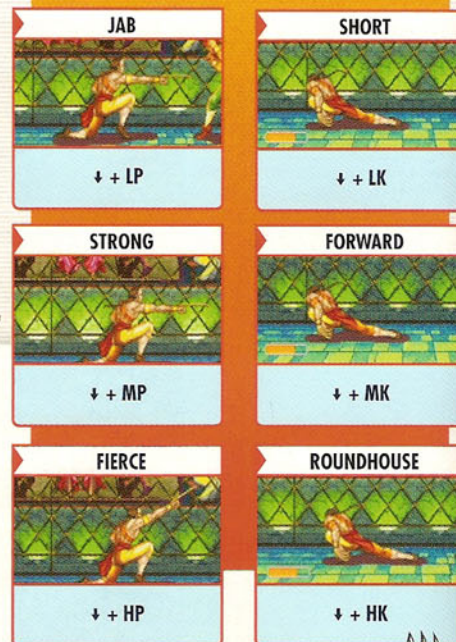 JAB
↓ + LP
SHORT
↓ + LK
STRONG
↓ + MP
FORWARD
↓ + MK
FIERCE
↓ + HP
ROUNDHOUSE
↓ + HK